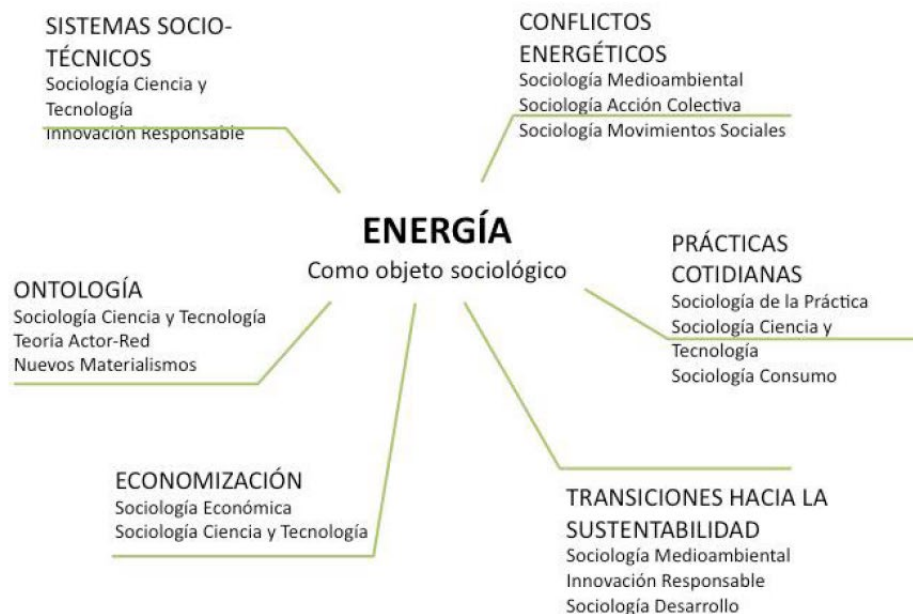 SISTEMAS SOCIO-
TÉCNICOS
Sociología Ciencia y
Tecnología
Innovación Responsable
CONFLICTOS
ENERGÉTICOS
Sociología Medioambiental
Sociología Acción Colectiva
Sociología Movimientos Sociales
ENERGÍA
Como objeto sociológico
PRÁCTICAS
COTIDIANAS
Sociología de la Práctica
Sociología Ciencia y
Tecnología
Sociología Consumo
ONTOLOGÍA
Sociología Ciencia y Tecnología
Teoría Actor-Red
Nuevos Materialismos
ECONOMIZACIÓN
Sociología Económica
Sociología Ciencia y Tecnología
TRANSICIONES HACIA LA
SUSTENTABILIDAD
Sociología Medioambiental
Innovación Responsable
Sociología Desarrollo